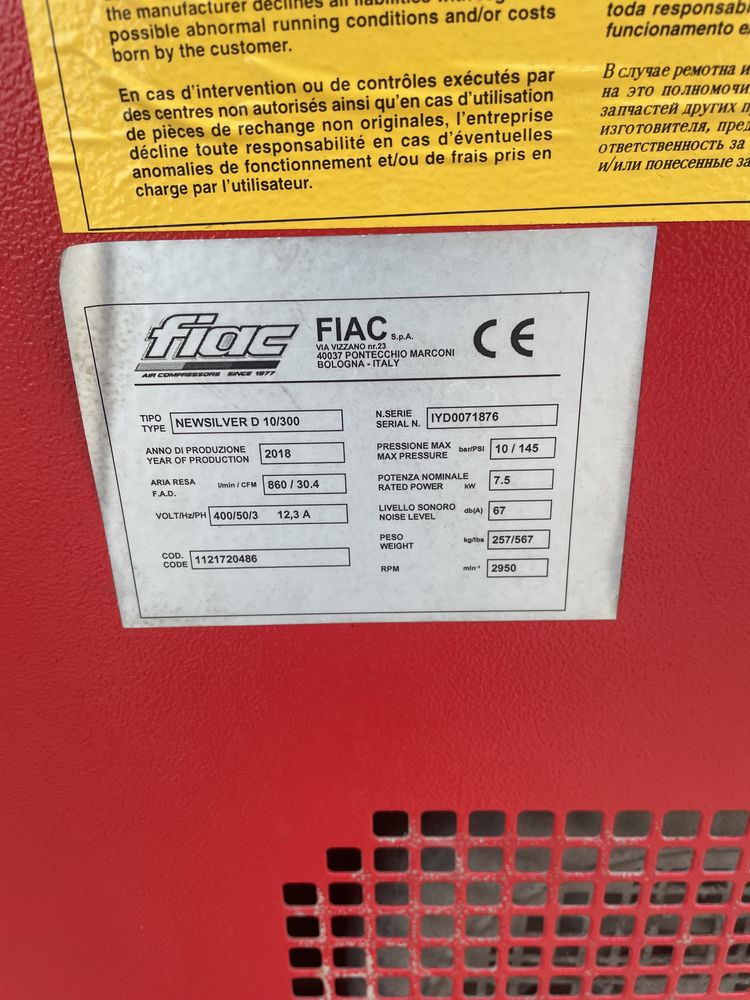 the manufacturer declines all
possible abnormal running conditions and/or costs
born by the customer.
En cas d'intervention ou de contrôles exécutés par
des centres non autorisés ainsi qu'en cas d'utilisation
de pièces de rechange non originales, l'entreprise
décline toute responsabilité en cas d'éventuelles
anomalies de fonctionnement et/ou de frais pris en
charge par l'utilisateur.
toda
funcionamento
В случае ремонта и
на это
запчастей других
изготовителя,
ответственность за
и/или понесенные
fiac
AIR COMPRESSORS SINCE 1977
FIAC S.p.A.
VIA VIZZANO nr.23
40037 PONTECCHIO MARCONI
BOLOGNA - ITALY
CE
TIPO
TYPE NEWSILVER D 10/300
ANNO DI PRODUZIONE
YEAR OF PRODUCTION 2018
ARIA RESA
F.A.D. l/min / CFM 860 / 30.4
VOLT/Hz/PH 400/50/3 12,3 A
COD.
CODE 1121720486
N.SERIE
SERIAL N. IYD0071876
PRESSIONE MAX
MAX PRESSURE bar/PSI 10 / 145
POTENZA NOMINALE
RATED POWER kW 7.5
LIVELLO SONORO
NOISE LEVEL db(A) 67
PESO
WEIGHT kg/lbs 257/567
RPM min⁻¹ 2950